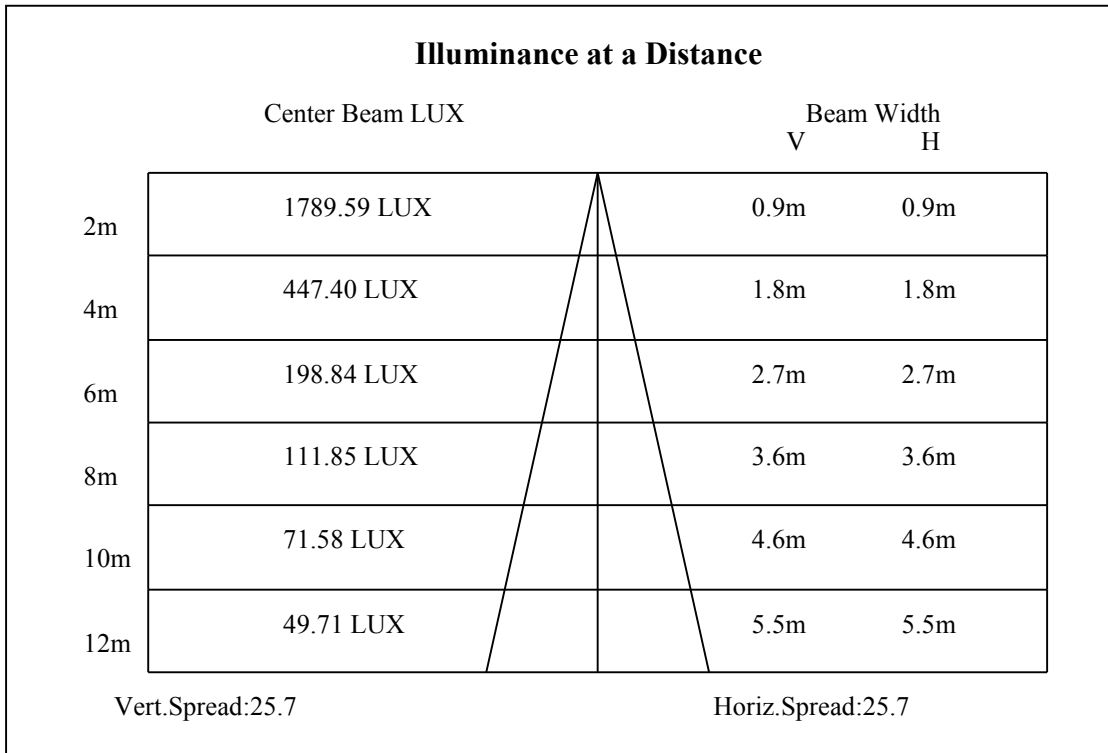 Illuminance at a Distance
Center Beam LUX Beam Width
V H
2m 1789.59 LUX 0.9m 0.9m
4m 447.40 LUX 1.8m 1.8m
6m 198.84 LUX 2.7m 2.7m
8m 111.85 LUX 3.6m 3.6m
10m 71.58 LUX 4.6m 4.6m
12m 49.71 LUX 5.5m 5.5m
Vert.Spread:25.7 Horiz.Spread:25.7